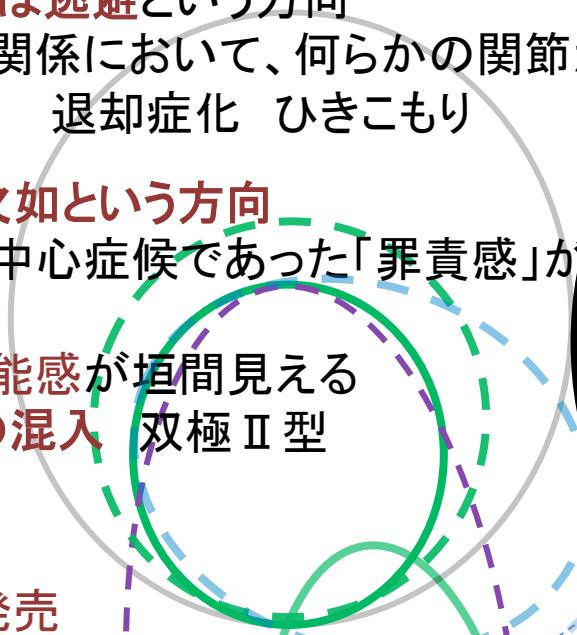 は逃避という方向
関係において、何らかの関節
退却症化 ひきこもり
如という方向
中心症候であった「罪責感」が
能感が垣間見える
の混入 双極Ⅱ型
発売